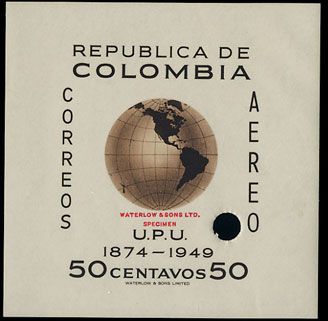 REPUBLICA DE
COLOMBIA
CORREOS
AEREO
WATERLOW & SONS LTD.
SPECIMEN
U.P.U.
1874-1949
50 CENTAVOS 50
WATERLOW & SONS LIMITED